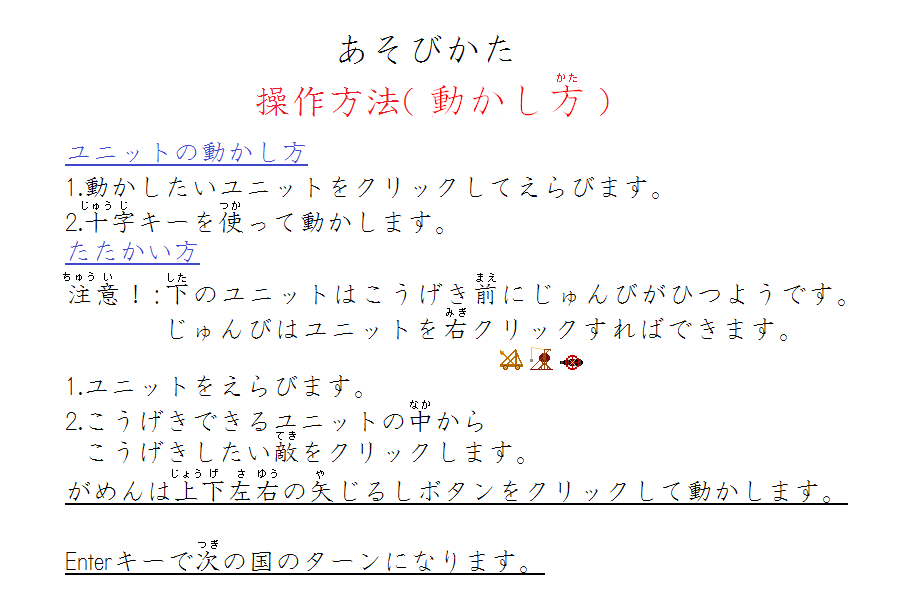 あそびかた
操作方法(動かし方)
ユニットの動かし方
1.動かしたいユニットをクリックしてえらびます。
2.十字キーを使って動かします。
たたかい方
注意！:下のユニットはこうげき前にじゅんびがひつようです。
じゅんびはユニットを右クリックすればできます。
1.ユニットをえらびます。
2.こうげきできるユニットの中から
こうげきしたい敵をクリックします。
がめんは上下左右の矢じるしボタンをクリックして動かします。
Enterキーで次の国のターンになります。